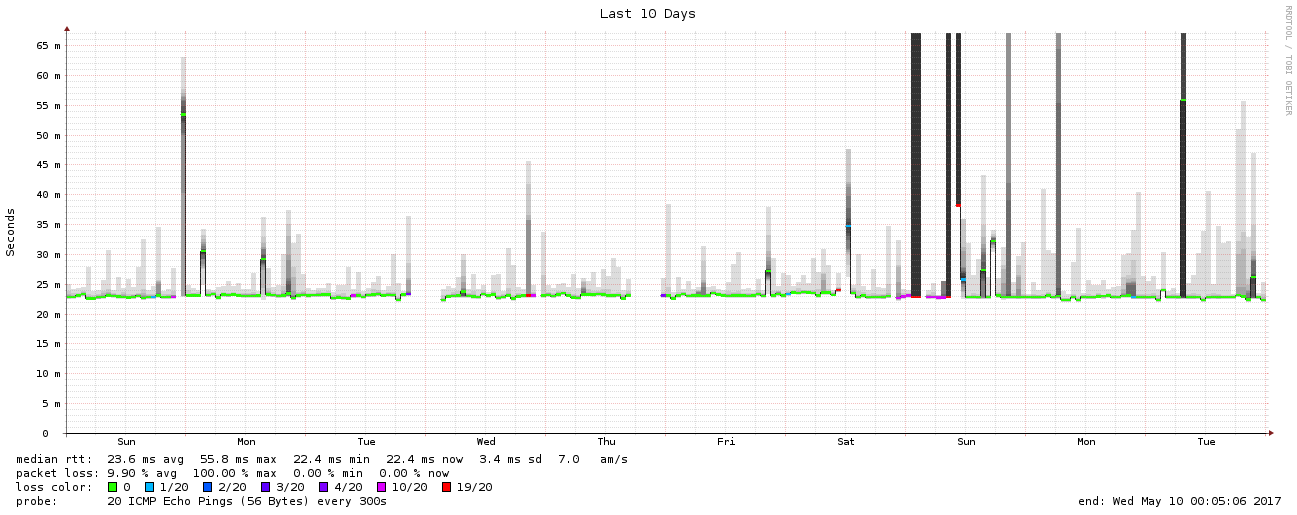 Last 10 Days
RRDTOOL / TOBI OETIKER
Seconds
65 m
60 m
55 m
50 m
45 m
40 m
35 m
30 m
25 m
20 m
15 m
10 m
5 m
0
Sun Mon Tue Wed Thu Fri Sat Sun Mon Tue
median rtt: 23.6 ms avg 55.8 ms max 22.4 ms min 22.4 ms now 3.4 ms sd 7.0 am/s
packet loss: 9.90 % avg 100.00 % max 0.00 % min 0.00 % now
loss color: 0 1/20 2/20 3/20 4/20 10/20 19/20
probe: 20 ICMP Echo Pings (56 Bytes) every 300s end: Wed May 10 00:05:06 2017